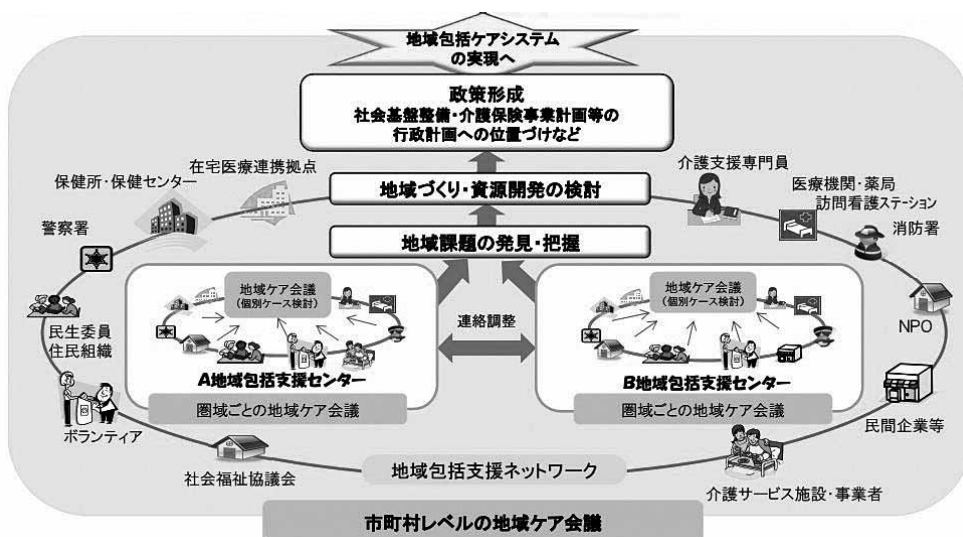 地域包括ケアシステム
の実現へ
政策形成
社会基盤整備・介護保険事業計画等の
行政計画への位置づけなど
在宅医療連携拠点
保健所・保健センター
地域づくり・資源開発の検討
介護支援専門員
医療機関・薬局
訪問看護ステーション
警察署
消防署
地域課題の発見・把握
地域ケア会議
(個別ケース検討)
地域ケア会議
(個別ケース検討)
連絡調整
民生委員
住民組織
NPO
A地域包括支援センター
B地域包括支援センター
圏域ごとの地域ケア会議
圏域ごとの地域ケア会議
ボランティア
民間企業等
社会福祉協議会
地域包括支援ネットワーク
介護サービス施設・事業者
市町村レベルの地域ケア会議